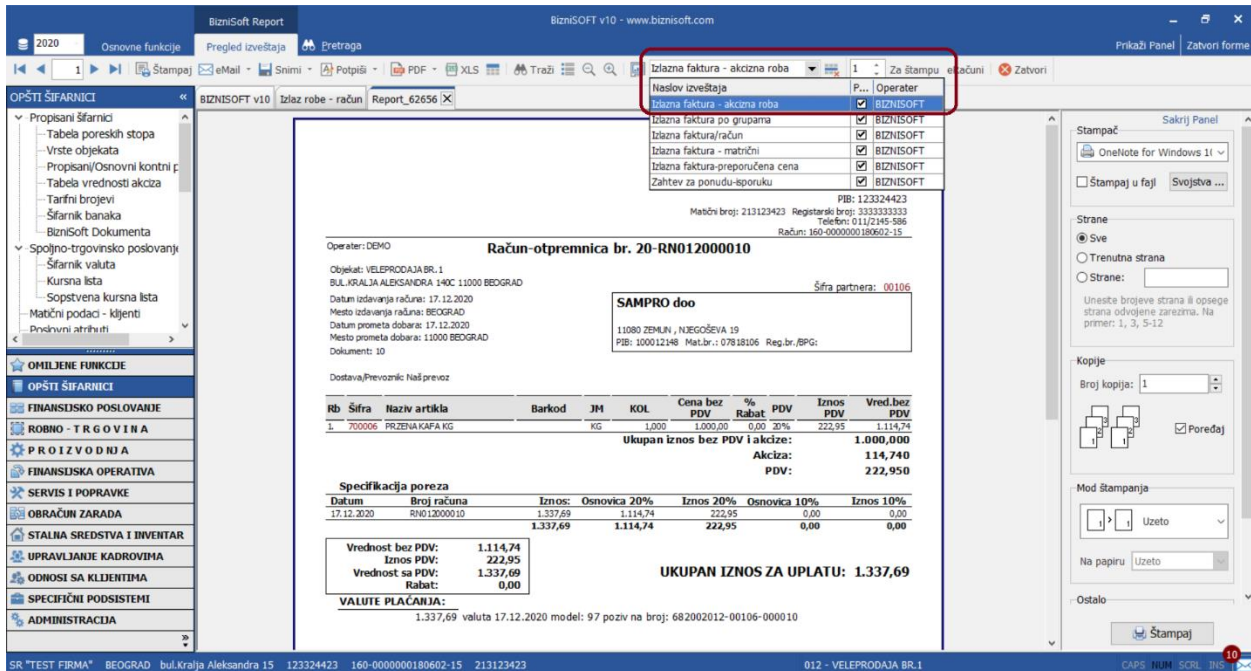 BizniSoft Report
BizniSOFT v10 - www.biznisoft.com
2020
Osnovne funkcije
Pregled izveštaja
Pretraga
Prikaži Panel
Zatvori forme
1
Štampaj
eMail
Snimi
Potpiši
PDF
XLS
Traži
Izlazna faktura - akcizna roba
1
Za štampu
eRačuni
Zatvori
OPŠTI ŠIFARNICI
«
BIZNISOFT v10
Izlaz robe - račun
Report_62656
Naslov izveštaja P... Operater
Izlazna faktura - akcizna roba BIZNISOFT
Izlazna faktura po grupama BIZNISOFT
Izlazna faktura/račun BIZNISOFT
Izlazna faktura - matrični BIZNISOFT
Izlazna faktura-preporučena cena BIZNISOFT
Zahtev za ponudu-isporuku BIZNISOFT
Propisani šifarnici
Tabela poreskih stopa
Vrste objekata
Propisani/Osnovni kontni p
Tabela vrednosti akciza
Tarifni brojevi
Šifarnik banaka
BizniSoft Dokumenta
Spoljno-trgovinsko poslovanje
Šifarnik valuta
Kursna lista
Sopstvena kursna lista
Matični podaci - klijenti
Poslovni atributi
OMILJENE FUNKCIJE
OPŠTI ŠIFARNICI
FINANSIJSKO POSLOVANJE
ROBNO - T R G O V I N A
P R O I Z V O D NJ A
FINANSIJSKA OPERATIVA
SERVIS I POPRAVKE
OBRAČUN ZARADA
STALNA SREDSTVA I INVENTAR
UPRAVLJANJE KADROVIMA
ODNOSI SA KLIJENTIMA
SPECIFIČNI PODSISTEMI
ADMINISTRACIJA
PIB: 123324423
Matični broj: 213123423 Registarski broj: 3333333333
Telefon: 011/2145-586
Račun: 160-0000000180602-15
Operater: DEMO
Račun-otpremnica br. 20-RN012000010
Objekat: VELEPRODAJA BR.1
BUL.KRALJA ALEKSANDRA 140C 11000 BEOGRAD
Šifra partnera: 00106
Datum izdavanja računa: 17.12.2020
Mesto izdavanja računa: BEOGRAD
Datum prometa dobara: 17.12.2020
Mesto prometa dobara: 11000 BEOGRAD
Dokument: 10
SAMPRO doo
11080 ZEMUN , NJEGOŠEVA 19
PIB: 100012148 Mat.br.: 07818106 Reg.br./BPG:
Dostava/Prevoznik: Naš prevoz
Rb Šifra Naziv artikla Barkod JM KOL Cena bez PDV % Rabat PDV Iznos PDV Vred.bez PDV
1. 700006 PRZENA KAFA KG KG 1,000 1.000,00 0,00 20% 222,95 1.114,74
Ukupan iznos bez PDV i akcize: 1.000,000
Akciza: 114,740
PDV: 222,950
Specifikacija poreza
Datum Broj računa Iznos: Osnovica 20% Iznos 20% Osnovica 10% Iznos 10%
17.12.2020 RN012000010 1.337,69 1.114,74 222,95 0,00 0,00
1.337,69 1.114,74 222,95 0,00 0,00
Vrednost bez PDV: 1.114,74
Iznos PDV: 222,95
Vrednost sa PDV: 1.337,69
Rabat: 0,00
UKUPAN IZNOS ZA UPLATU: 1.337,69
VALUTE PLAĆANJA:
1.337,69 valuta 17.12.2020 model: 97 poziv na broj: 682002012-00106-000010
Sakrij Panel
Štampač
OneNote for Windows 1(
Štampaj u fajl
Svojstva ...
Strane
Sve
Trenutna strana
Strane:
Unesite brojeve strana ili opsege
strana odvojene zarezima. Na
primer: 1, 3, 5-12
Kopije
Broj kopija: 1
Poređaj
Mod štampanja
Uzeto
Na papiru Uzeto
Ostalo
Štampaj
10
SR "TEST FIRMA" BEOGRAD bul.Kralja Aleksandra 15 123324423 160-0000000180602-15 213123423
012 - VELEPRODAJA BR.1
CAPS NUM SCRL INS